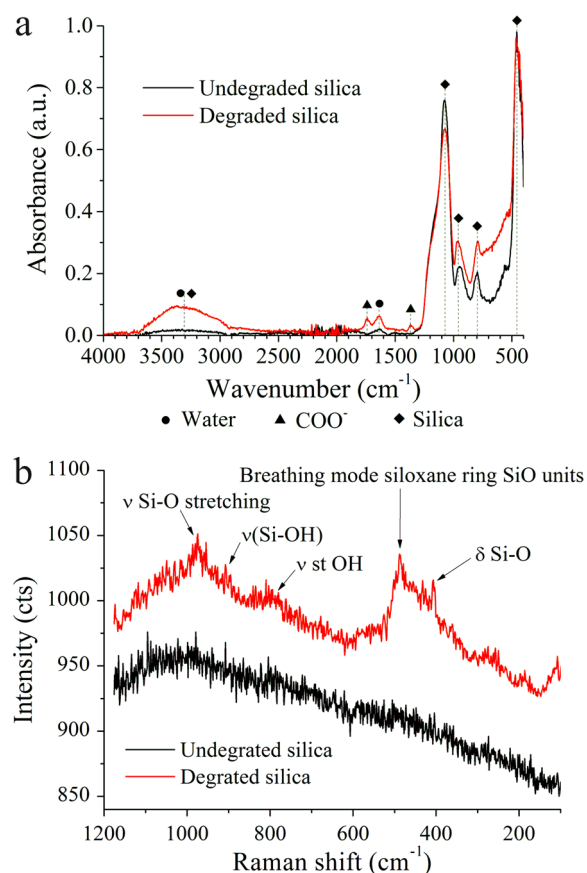 a
1.0
0.8
0.6
0.4
0.2
0.0
Absorbance (a.u.)
Undegraded silica
Degraded silica
4000 3500 3000 2500 2000 1500 1000 500
Wavenumber (cm-1)
Water COO- Silica
b
1100
1050
1000
950
900
850
Intensity (cts)
Breathing mode siloxane ring SiO units
ν Si-O stretching
ν(Si-OH)
ν st OH
δ Si-O
Undegrated silica
Degrated silica
1200 1000 800 600 400 200
Raman shift (cm-1)